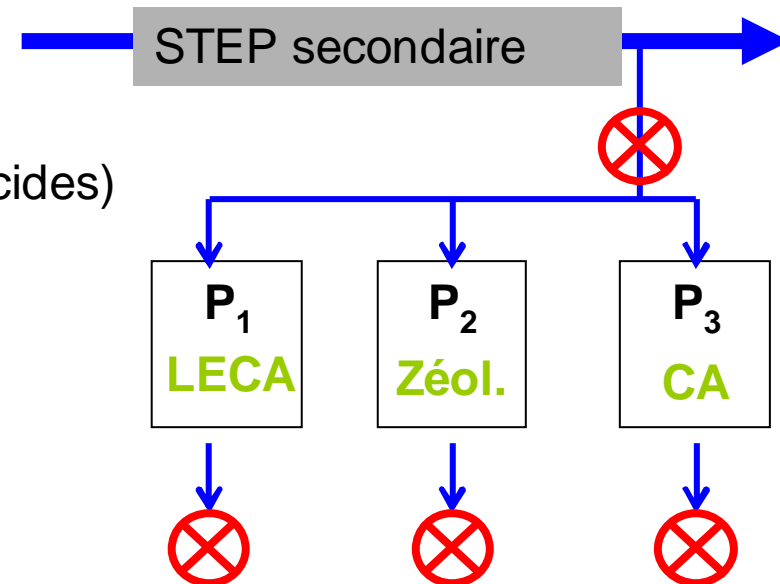 STEP secondaire
cides)
P₁
LECA
P₂
Zéol.
P₃
CA